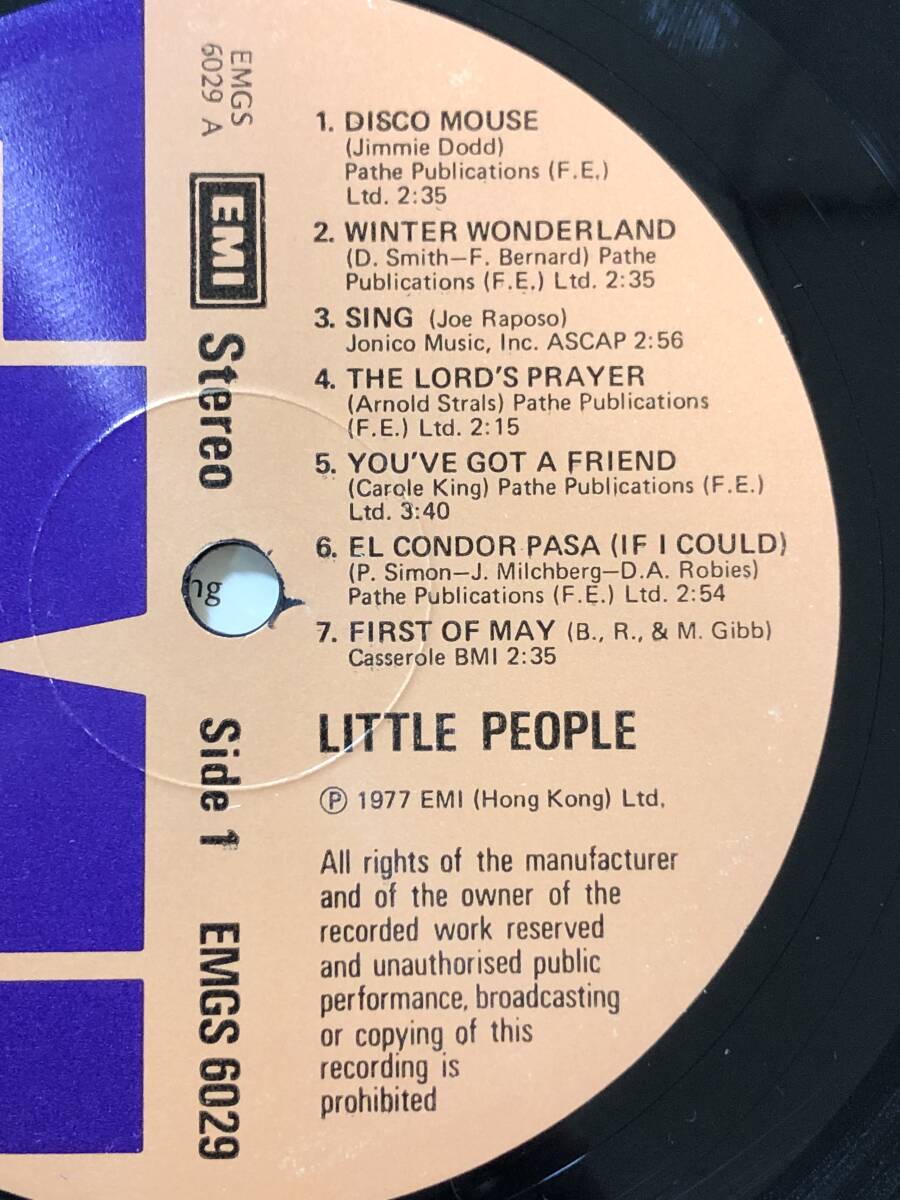 EMGS
6029 A
EMI
Stereo
Side 1
EMGS 6029
1. DISCO MOUSE
(Jimmie Dodd)
Pathe Publications (F.E.)
Ltd. 2:35
2. WINTER WONDERLAND
(D. Smith–F. Bernard) Pathe
Publications (F.E.) Ltd. 2:35
3. SING (Joe Raposo)
Jonico Music, Inc. ASCAP 2:56
4. THE LORD'S PRAYER
(Arnold Strals) Pathe Publications
(F.E.) Ltd. 2:15
5. YOU'VE GOT A FRIEND
(Carole King) Pathe Publications (F.E.)
Ltd. 3:40
6. EL CONDOR PASA (IF I COULD)
(P. Simon–J. Milchberg–D.A. Robies)
Pathe Publications (F.E.) Ltd. 2:54
7. FIRST OF MAY (B., R., & M. Gibb)
Casserole BMI 2:35
LITTLE PEOPLE
Ⓟ 1977 EMI (Hong Kong) Ltd.
All rights of the manufacturer
and of the owner of the
recorded work reserved
and unauthorised public
performance, broadcasting
or copying of this
recording is
prohibited